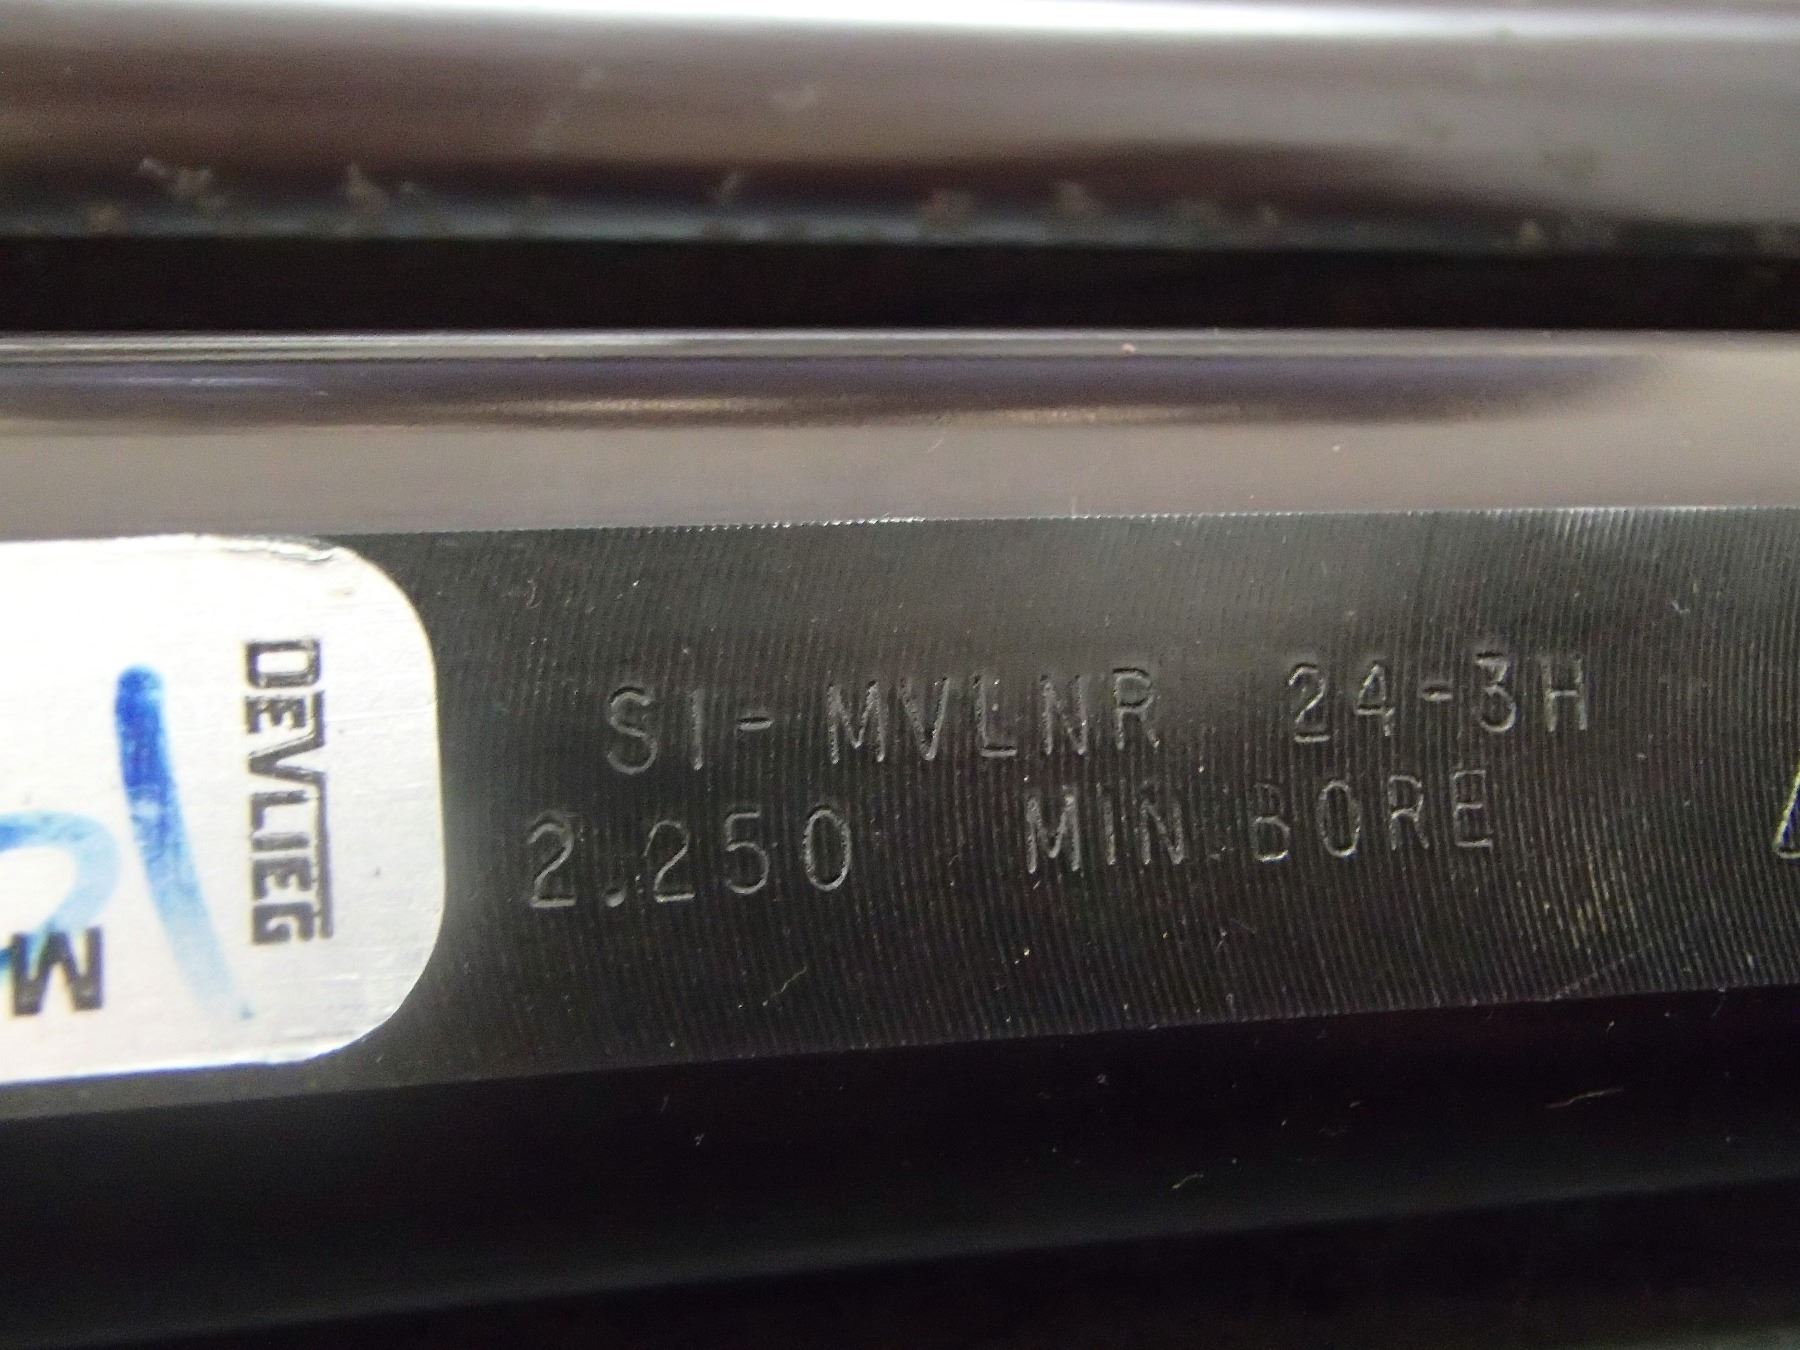 DEVLIEG
S1-MVLNR 24-3H
2.250 MIN.BORE